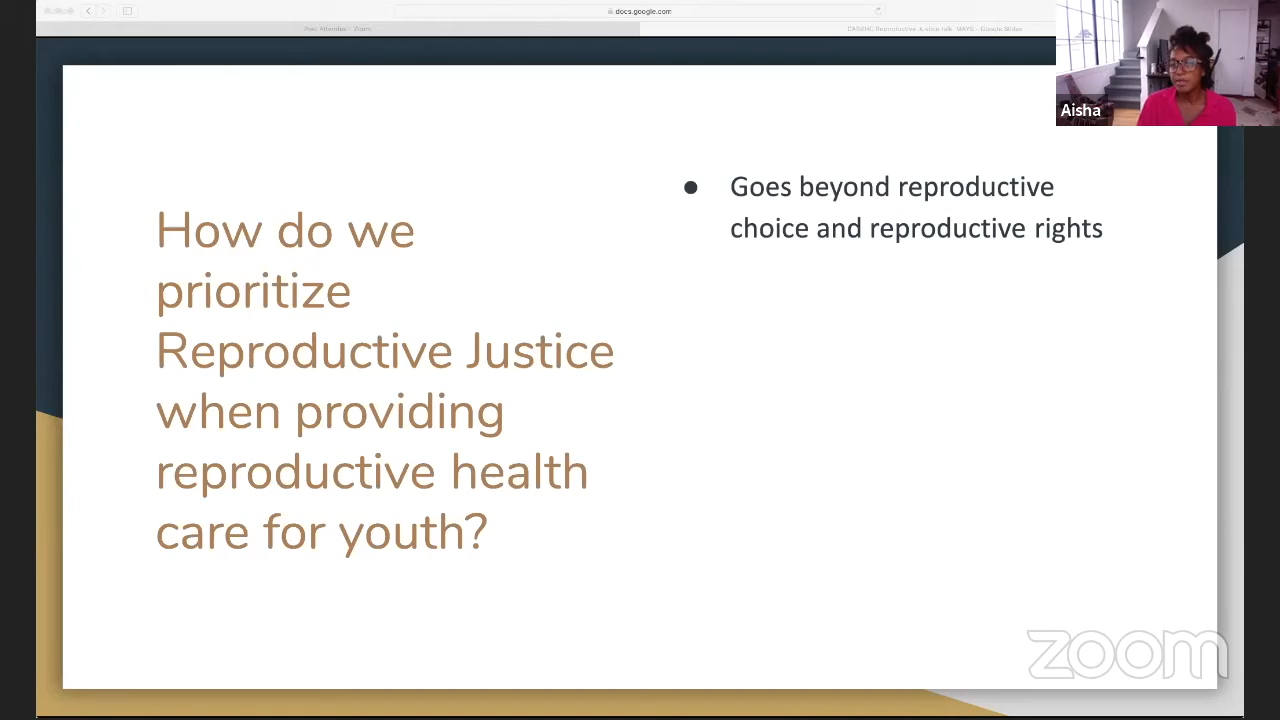 docs.google.com
Aisha
How do we
prioritize
Reproductive Justice
when providing
reproductive health
care for youth?
● Goes beyond reproductive
choice and reproductive rights
zoom